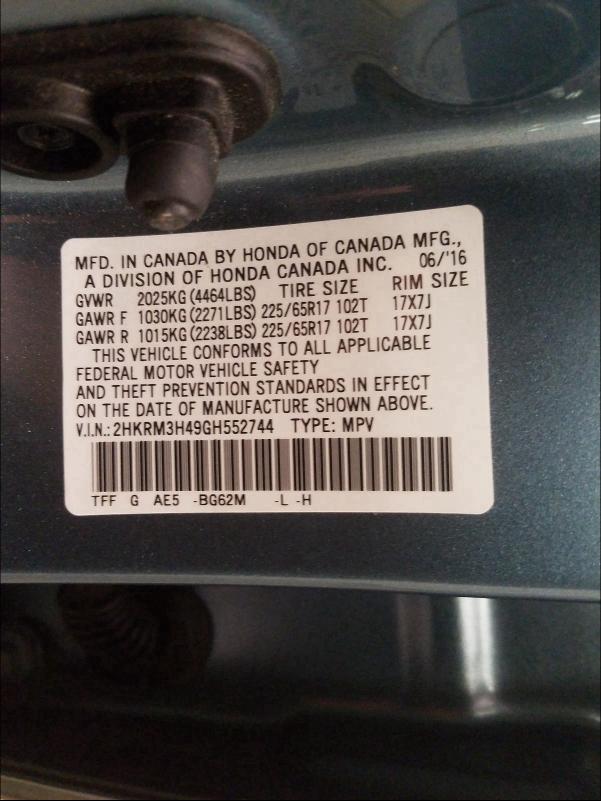 MFD. IN CANADA BY HONDA OF CANADA MFG.,
A DIVISION OF HONDA CANADA INC. 06/'16
GVWR 2025KG (4464LBS) TIRE SIZE RIM SIZE
GAWR F 1030KG (2271LBS) 225/65R17 102T 17X7J
GAWR R 1015KG (2238LBS) 225/65R17 102T 17X7J
THIS VEHICLE CONFORMS TO ALL APPLICABLE
FEDERAL MOTOR VEHICLE SAFETY
AND THEFT PREVENTION STANDARDS IN EFFECT
ON THE DATE OF MANUFACTURE SHOWN ABOVE.
V.I.N.: 2HKRM3H49GH552744 TYPE: MPV
TFF G AE5 -BG62M -L -H